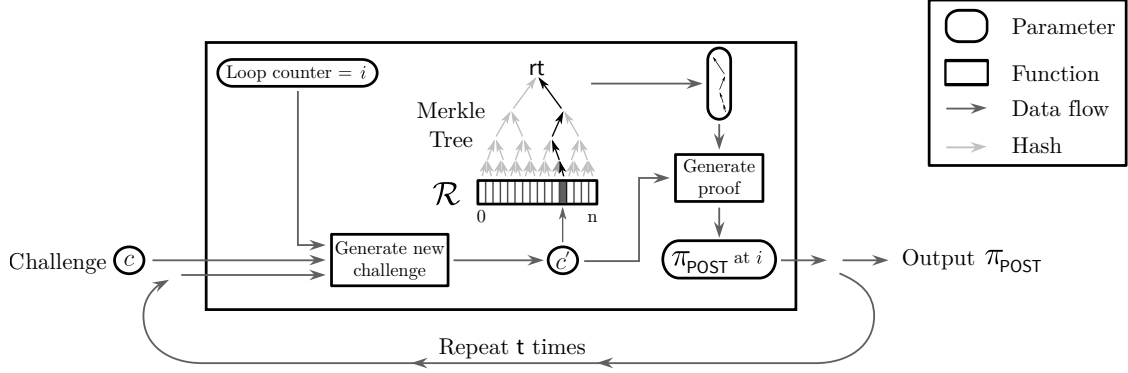 Parameter
Function
Data flow
Hash
Loop counter = i
rt
Merkle
Tree
R
0
n
Generate
proof
Challenge c
Generate new
challenge
c′
π_POST at i
Output π_POST
Repeat t times